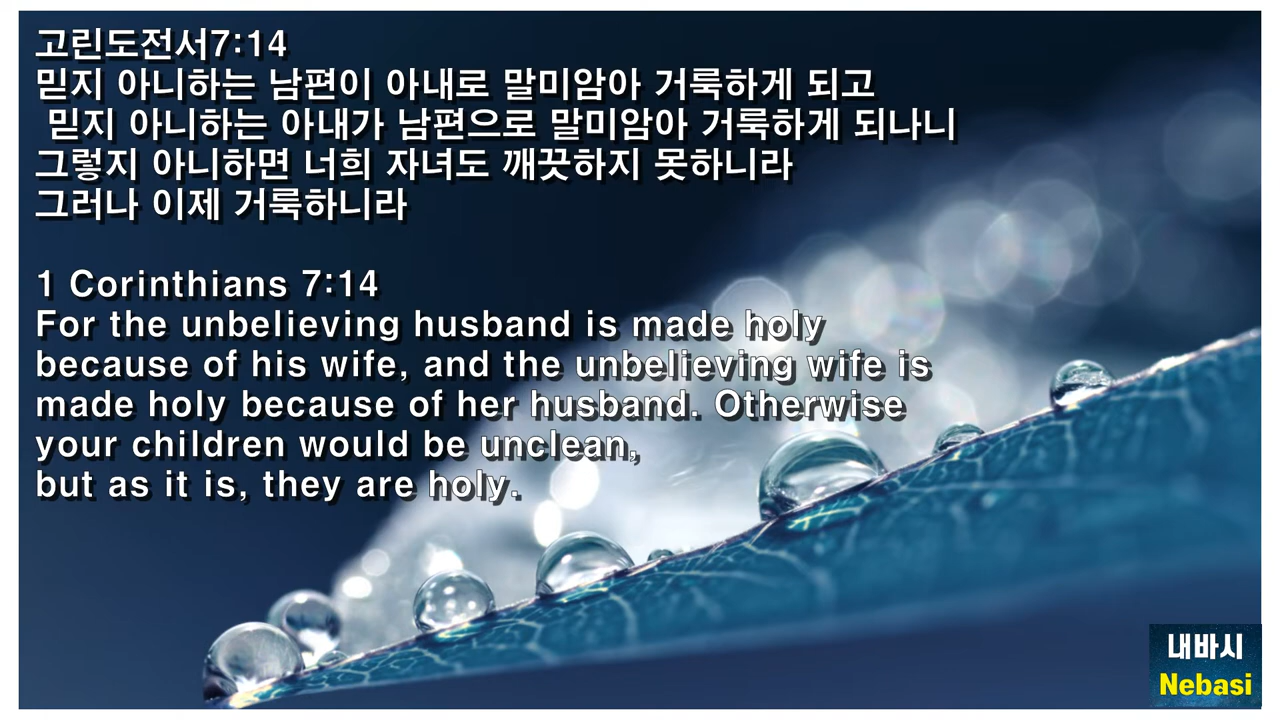 고린도전서7:14
믿지 아니하는 남편이 아내로 말미암아 거룩하게 되고
믿지 아니하는 아내가 남편으로 말미암아 거룩하게 되나니
그렇지 아니하면 너희 자녀도 깨끗하지 못하니라
그러나 이제 거룩하니라
1 Corinthians 7:14
For the unbelieving husband is made holy
because of his wife, and the unbelieving wife is
made holy because of her husband. Otherwise
your children would be unclean,
but as it is, they are holy.
내바시
Nebasi